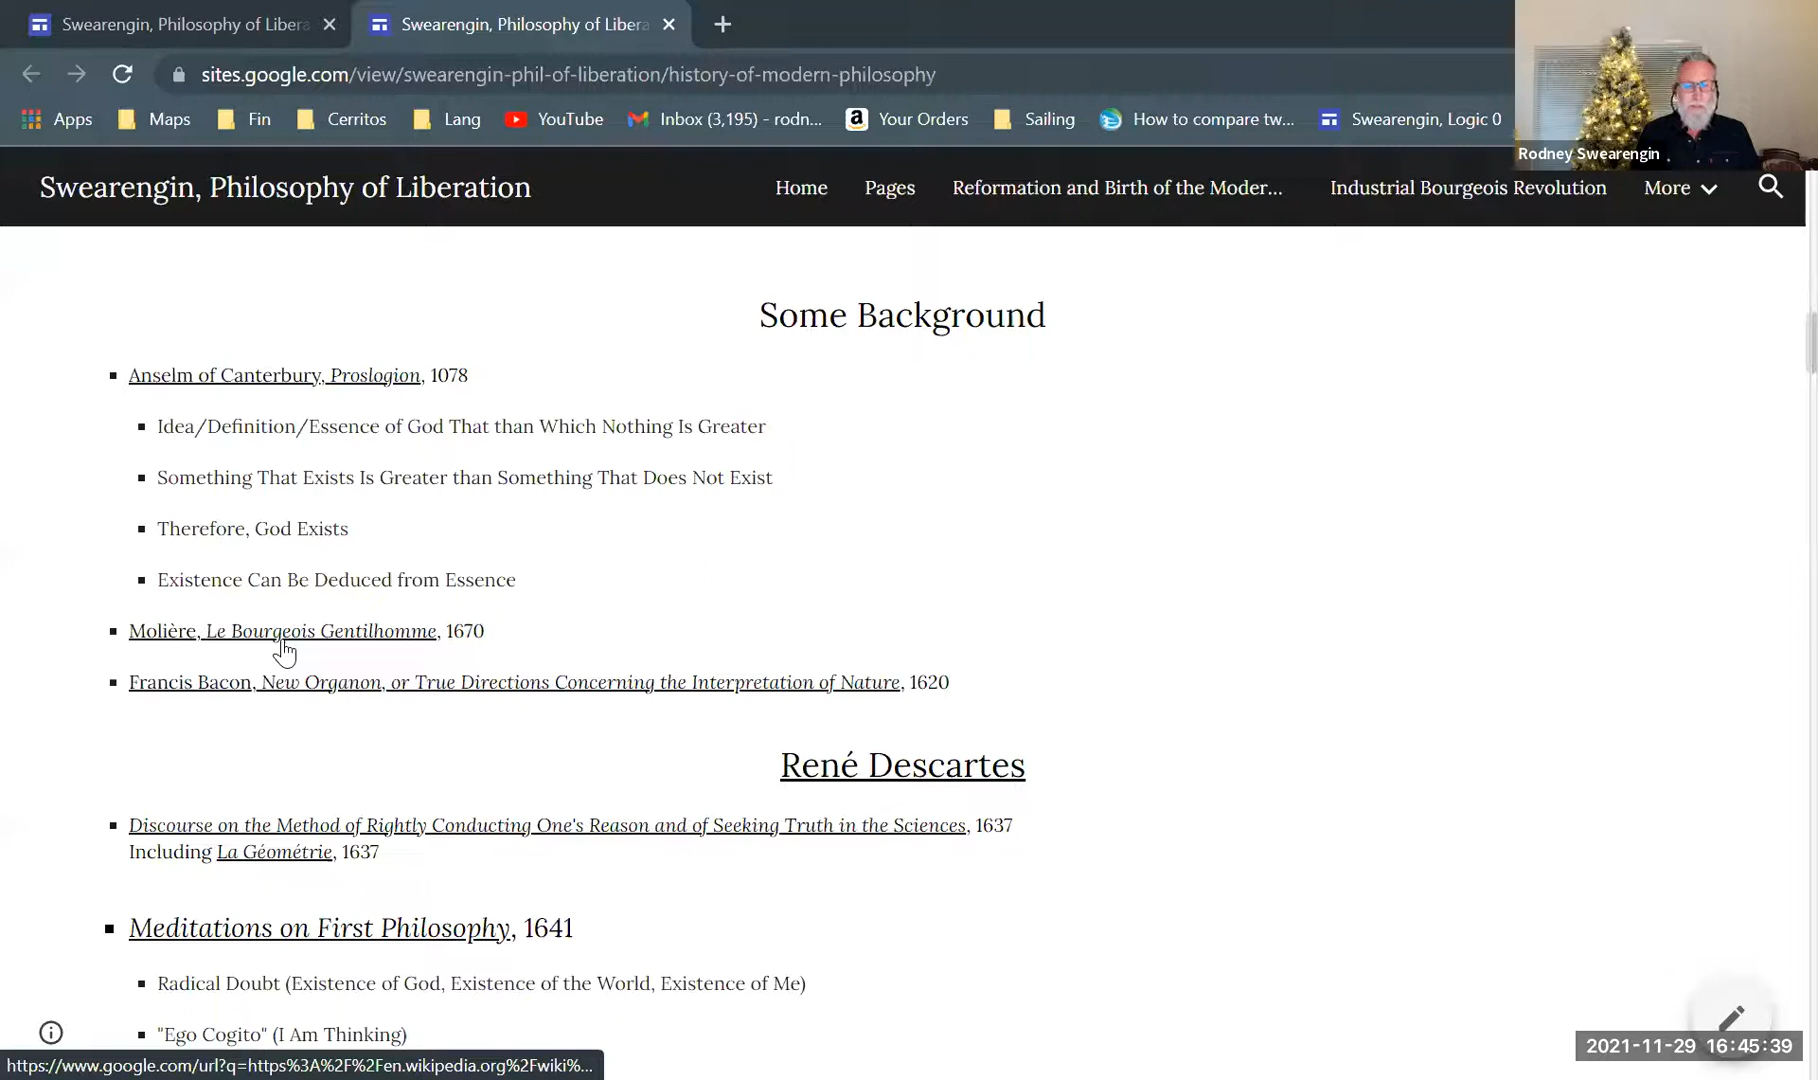 Swearengin, Philosophy of Libera
Swearengin, Philosophy of Libera
sites.google.com/view/swearengin-phil-of-liberation/history-of-modern-philosophy
Apps Maps Fin Cerritos Lang YouTube Inbox (3,195) - rodn... Your Orders Sailing How to compare tw... Swearengin, Logic 0
Rodney Swearengin
Swearengin, Philosophy of Liberation
Home Pages Reformation and Birth of the Moder... Industrial Bourgeois Revolution More
Some Background
Anselm of Canterbury, Proslogion, 1078
Idea/Definition/Essence of God That than Which Nothing Is Greater
Something That Exists Is Greater than Something That Does Not Exist
Therefore, God Exists
Existence Can Be Deduced from Essence
Molière, Le Bourgeois Gentilhomme, 1670
Francis Bacon, New Organon, or True Directions Concerning the Interpretation of Nature, 1620
René Descartes
Discourse on the Method of Rightly Conducting One's Reason and of Seeking Truth in the Sciences, 1637
Including La Géométrie, 1637
Meditations on First Philosophy, 1641
Radical Doubt (Existence of God, Existence of the World, Existence of Me)
"Ego Cogito" (I Am Thinking)
https://www.google.com/url?q=https%3A%2F%2Fen.wikipedia.org%2Fwiki%...
2021-11-29 16:45:39